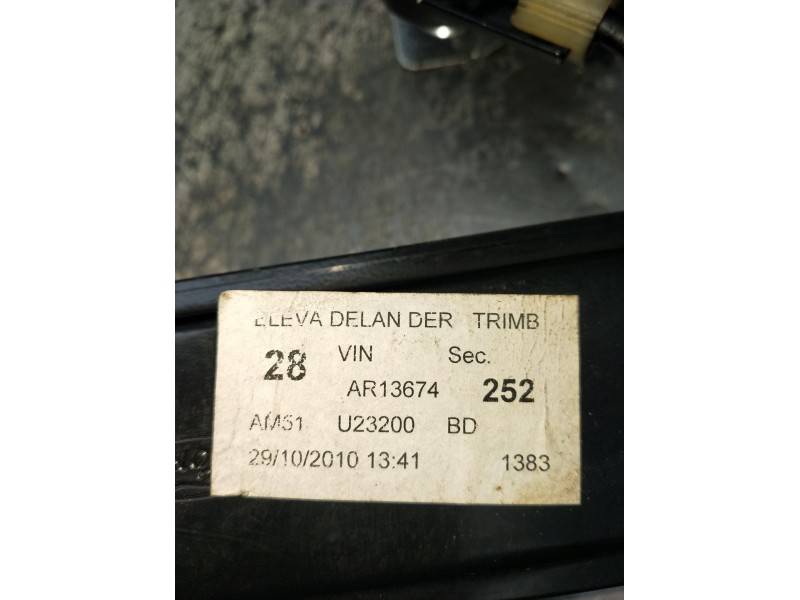 ELEVA DELAN DER TRIMB
28 VIN Sec.
AR13674 252
AM51 U23200 BD
29/10/2010 13:41 1383